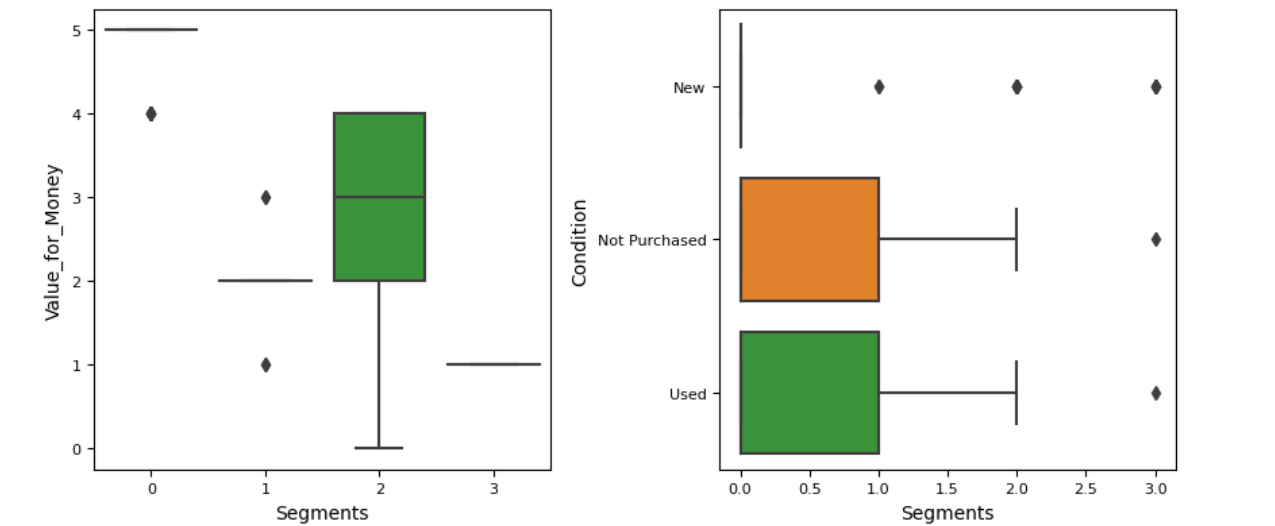 Value_for_Money
5
4
3
2
1
0
0 1 2 3
Segments
Condition
New
Not Purchased
Used
0.0 0.5 1.0 1.5 2.0 2.5 3.0
Segments